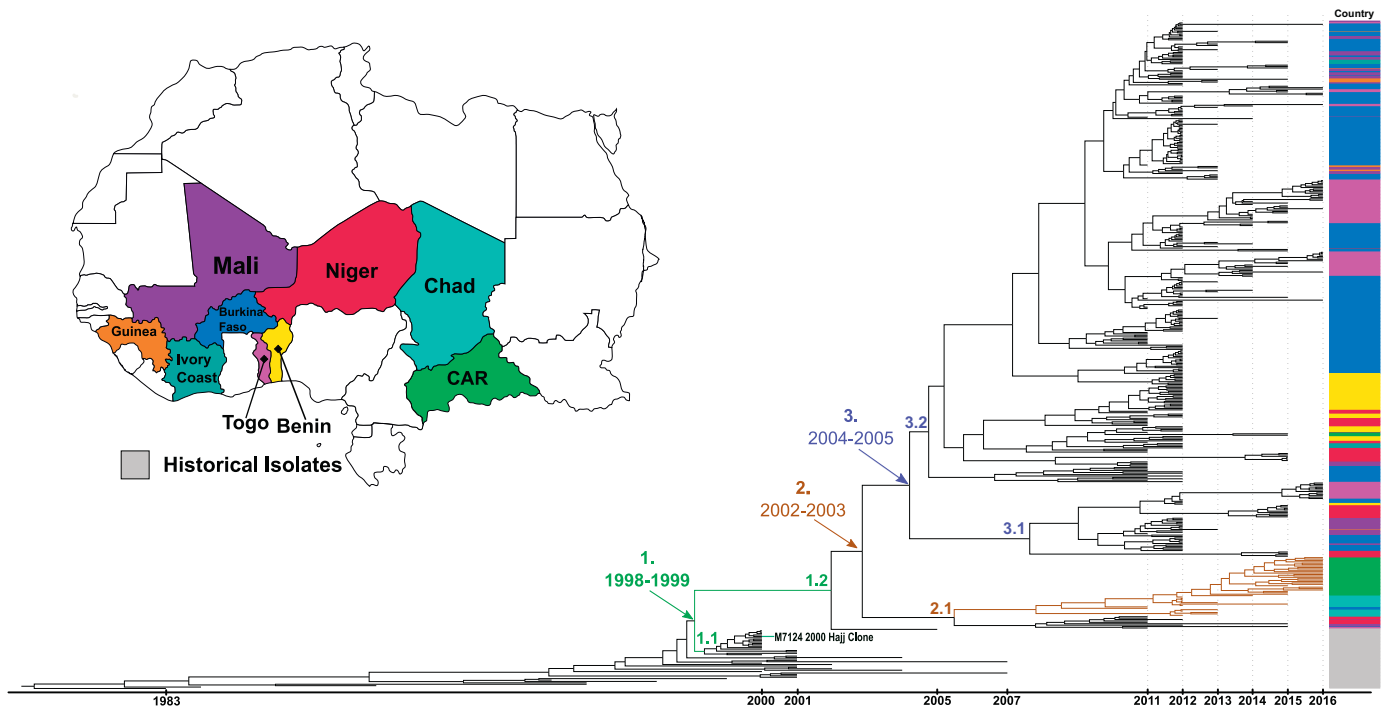 Country
Mali
Niger
Chad
Burkina
Faso
Guinea
Ivory
Coast
CAR
Togo
Benin
Historical Isolates
3.
2004-2005
3.2
2.
2002-2003
3.1
1.
1998-1999
1.2
2.1
1.1
M7124 2000 Hajj Clone
1983
2000
2001
2005
2007
2011
2012
2013
2014
2015
2016